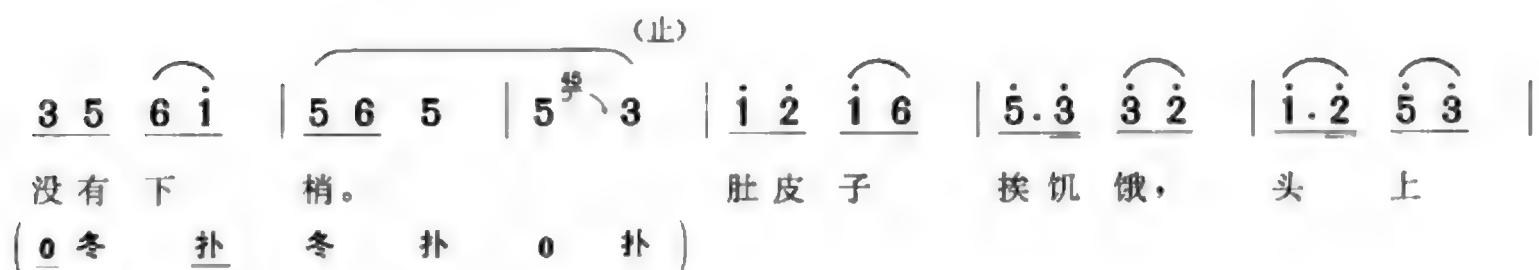 （止）
3 5 6 i̇ | 5 6 5 | 5 3 | i̇ 2̇ i̇ 6 | 5̇ . 3̇ 3̇ 2̇ | i̇ . 2̇ 5̇ 3̇ |
没有下 梢。 肚皮子 挨饥饿， 头 上
（0 冬 扑 冬 扑 0 扑）